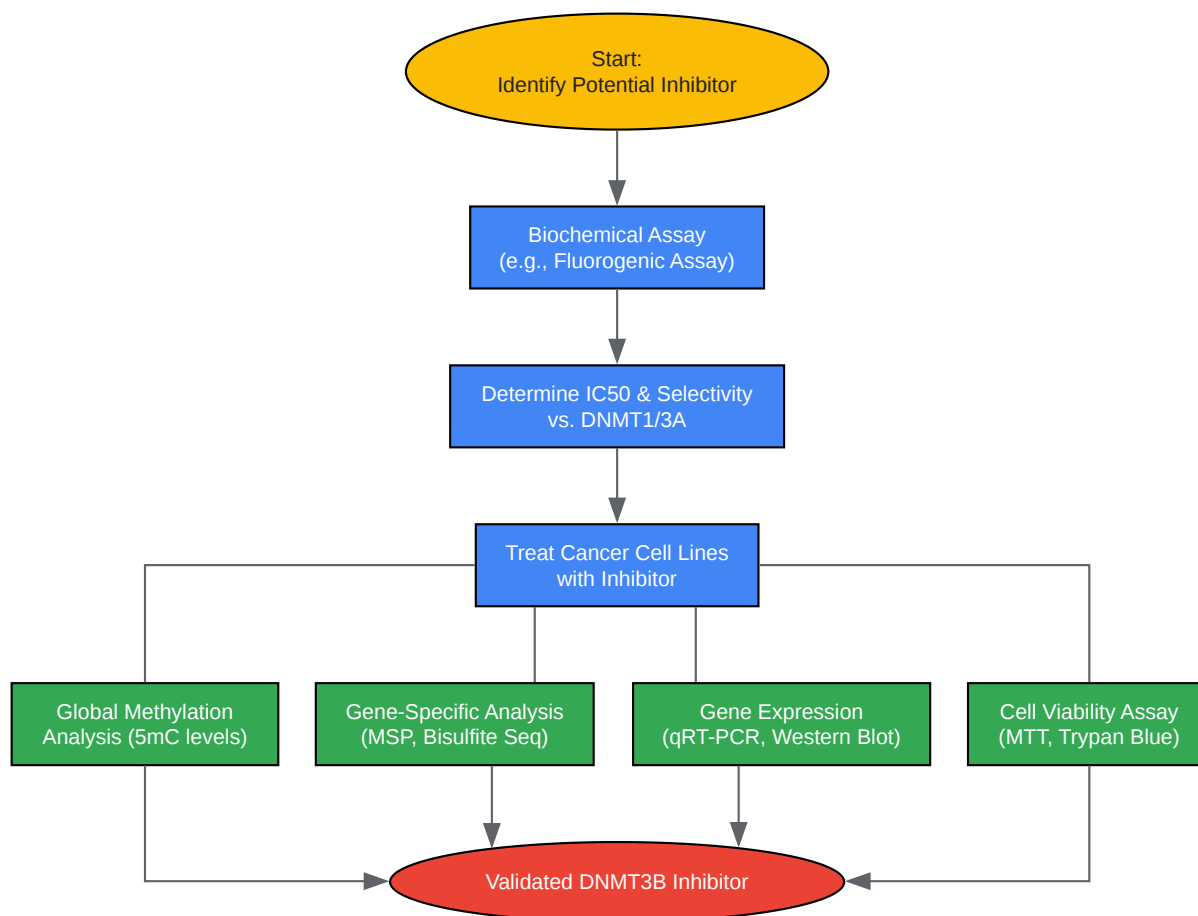 Start:
Identify Potential Inhibitor
Biochemical Assay
(e.g., Fluorogenic Assay)
Determine IC50 & Selectivity
vs. DNMT1/3A
Treat Cancer Cell Lines
with Inhibitor
Global Methylation
Analysis (5mC levels)
Gene-Specific Analysis
(MSP, Bisulfite Seq)
Gene Expression
(qRT-PCR, Western Blot)
Cell Viability Assay
(MTT, Trypan Blue)
Validated DNMT3B Inhibitor